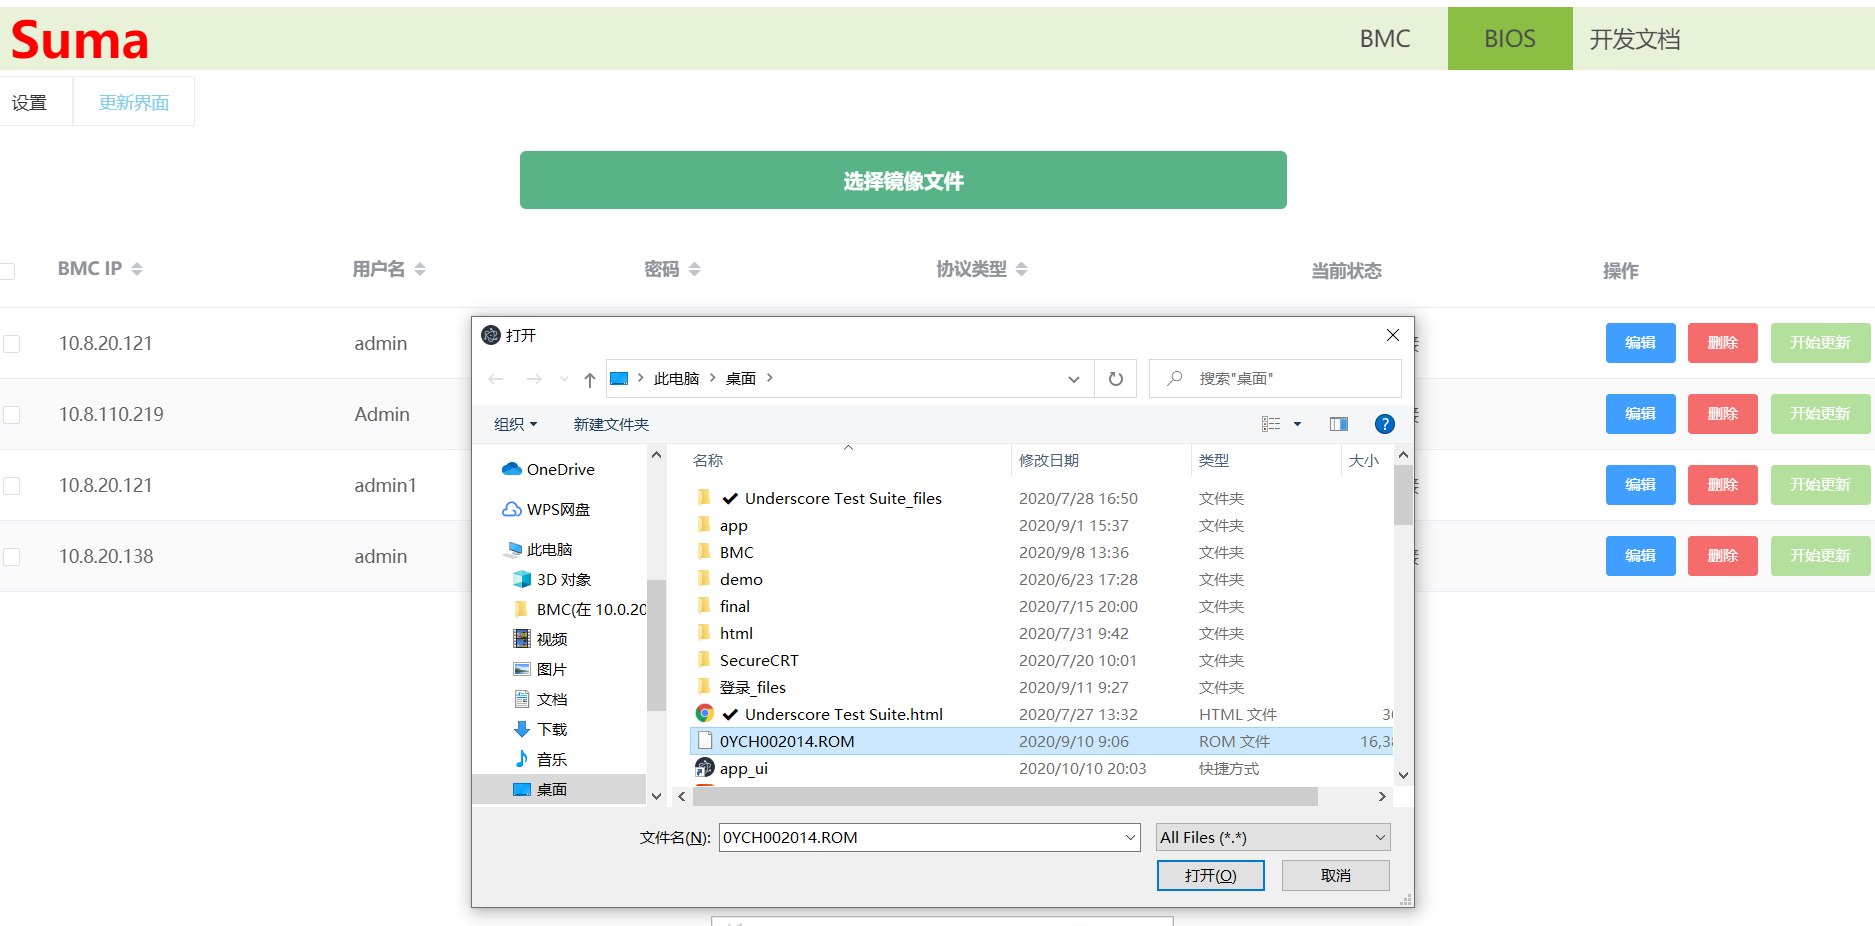 Suma
BMC BIOS 开发文档
设置 更新界面
选择镜像文件
BMC IP 用户名 密码 协议类型 当前状态 操作
10.8.20.121 admin 编辑 删除 开始更新
10.8.110.219 Admin 编辑 删除 开始更新
10.8.20.121 admin1 编辑 删除 开始更新
10.8.20.138 admin 编辑 删除 开始更新
打开
此电脑 桌面 搜索"桌面"
组织 新建文件夹
OneDrive
WPS网盘
此电脑
3D 对象
BMC(在 10.0.20
视频
图片
文档
下载
音乐
桌面
名称 修改日期 类型 大小
✔ Underscore Test Suite_files 2020/7/28 16:50 文件夹
app 2020/9/1 15:37 文件夹
BMC 2020/9/8 13:36 文件夹
demo 2020/6/23 17:28 文件夹
final 2020/7/15 20:00 文件夹
html 2020/7/31 9:42 文件夹
SecureCRT 2020/7/20 10:01 文件夹
登录_files 2020/9/11 9:27 文件夹
✔ Underscore Test Suite.html 2020/7/27 13:32 HTML 文件
0YCH002014.ROM 2020/9/10 9:06 ROM 文件 16,38
app_ui 2020/10/10 20:03 快捷方式
文件名(N): 0YCH002014.ROM All Files (*.*)
打开(O) 取消